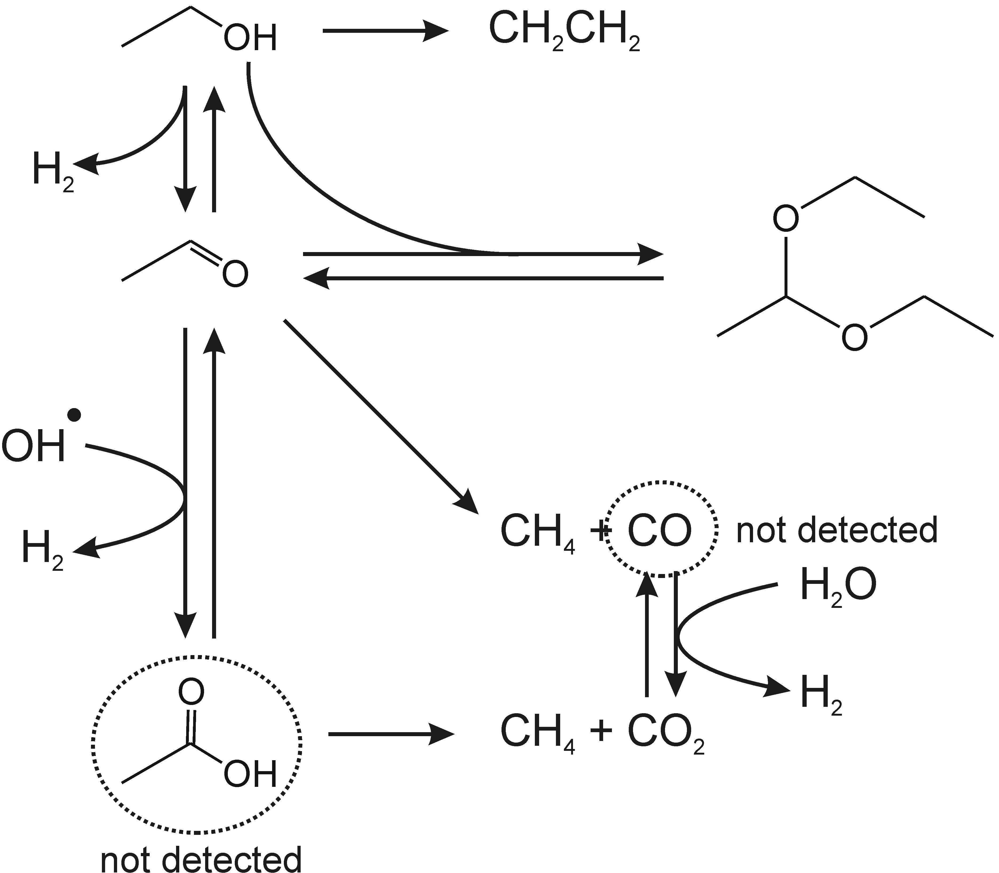 OH
CH₂CH₂
H₂
O
O
O
OH•
H₂
CH₄ + CO not detected
H₂O
H₂
CH₄ + CO₂
O
OH
not detected